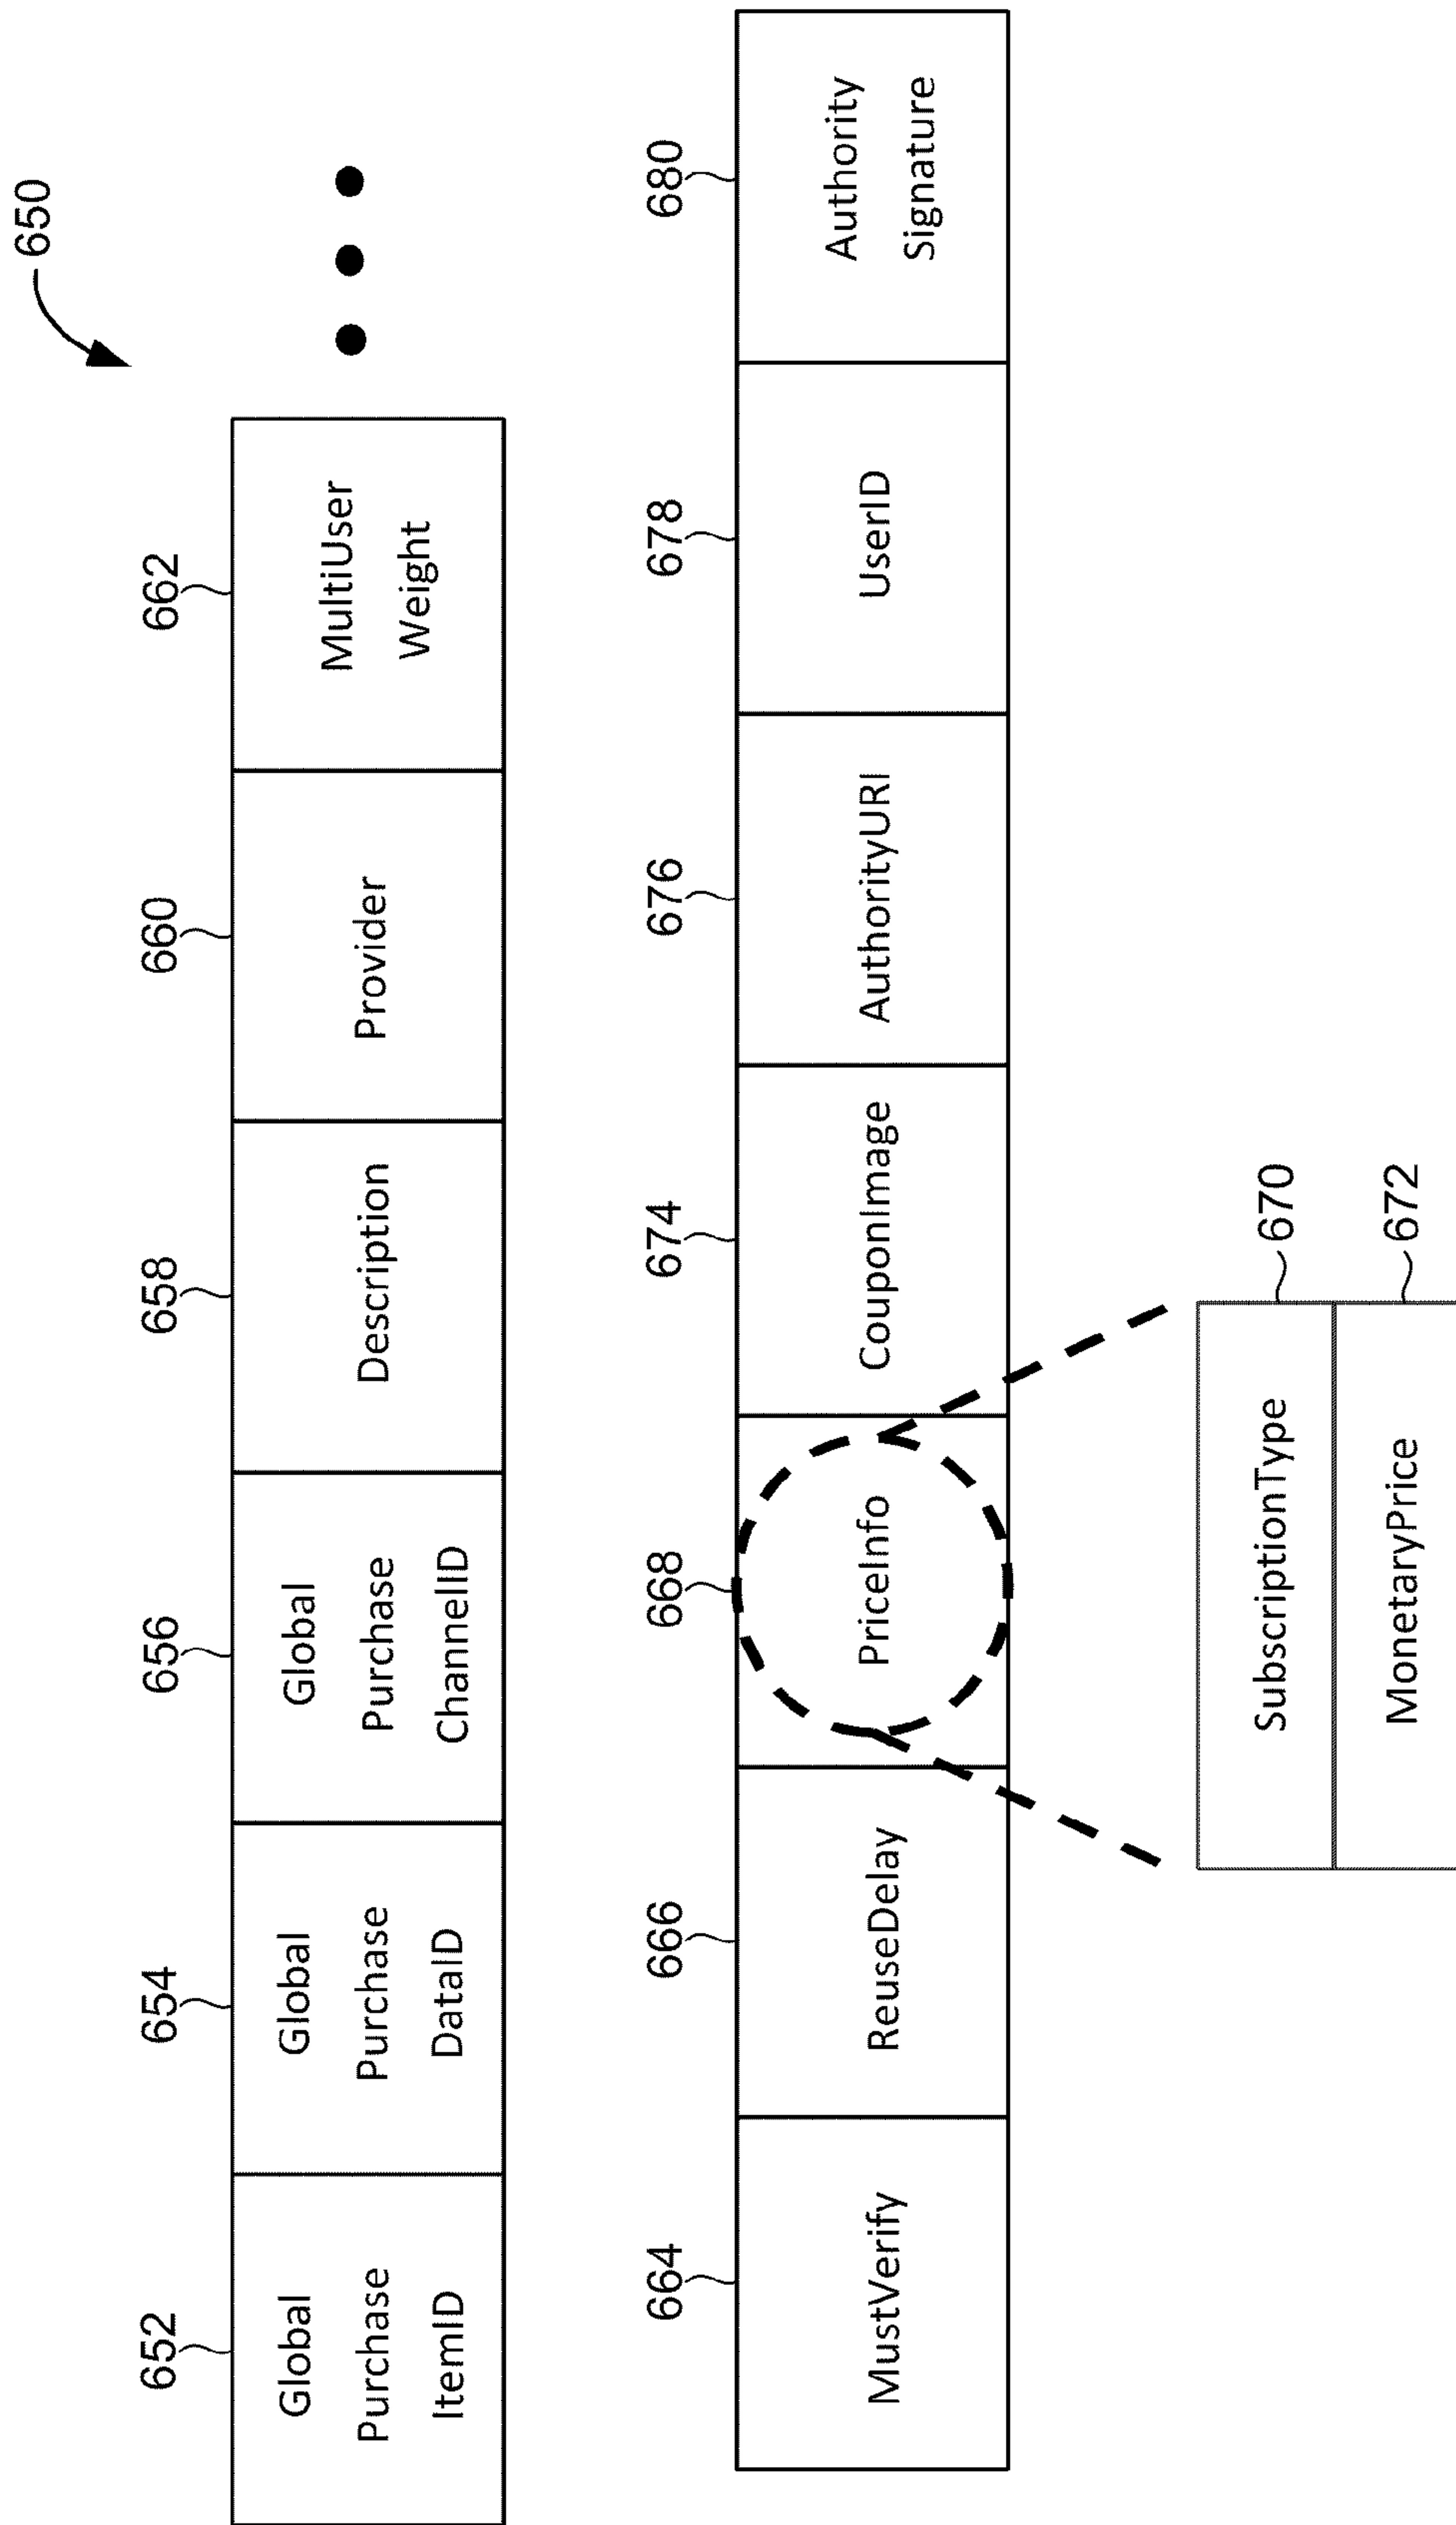 650
652
654
656
658
660
662
Global
Purchase
ItemID
Global
Purchase
DataID
Global
Purchase
ChannelID
Description
Provider
MultiUser
Weight
664
666
668
674
676
678
680
MustVerify
ReuseDelay
PriceInfo
CouponImage
AuthorityURI
UserID
Authority
Signature
SubscriptionType
670
MonetaryPrice
672